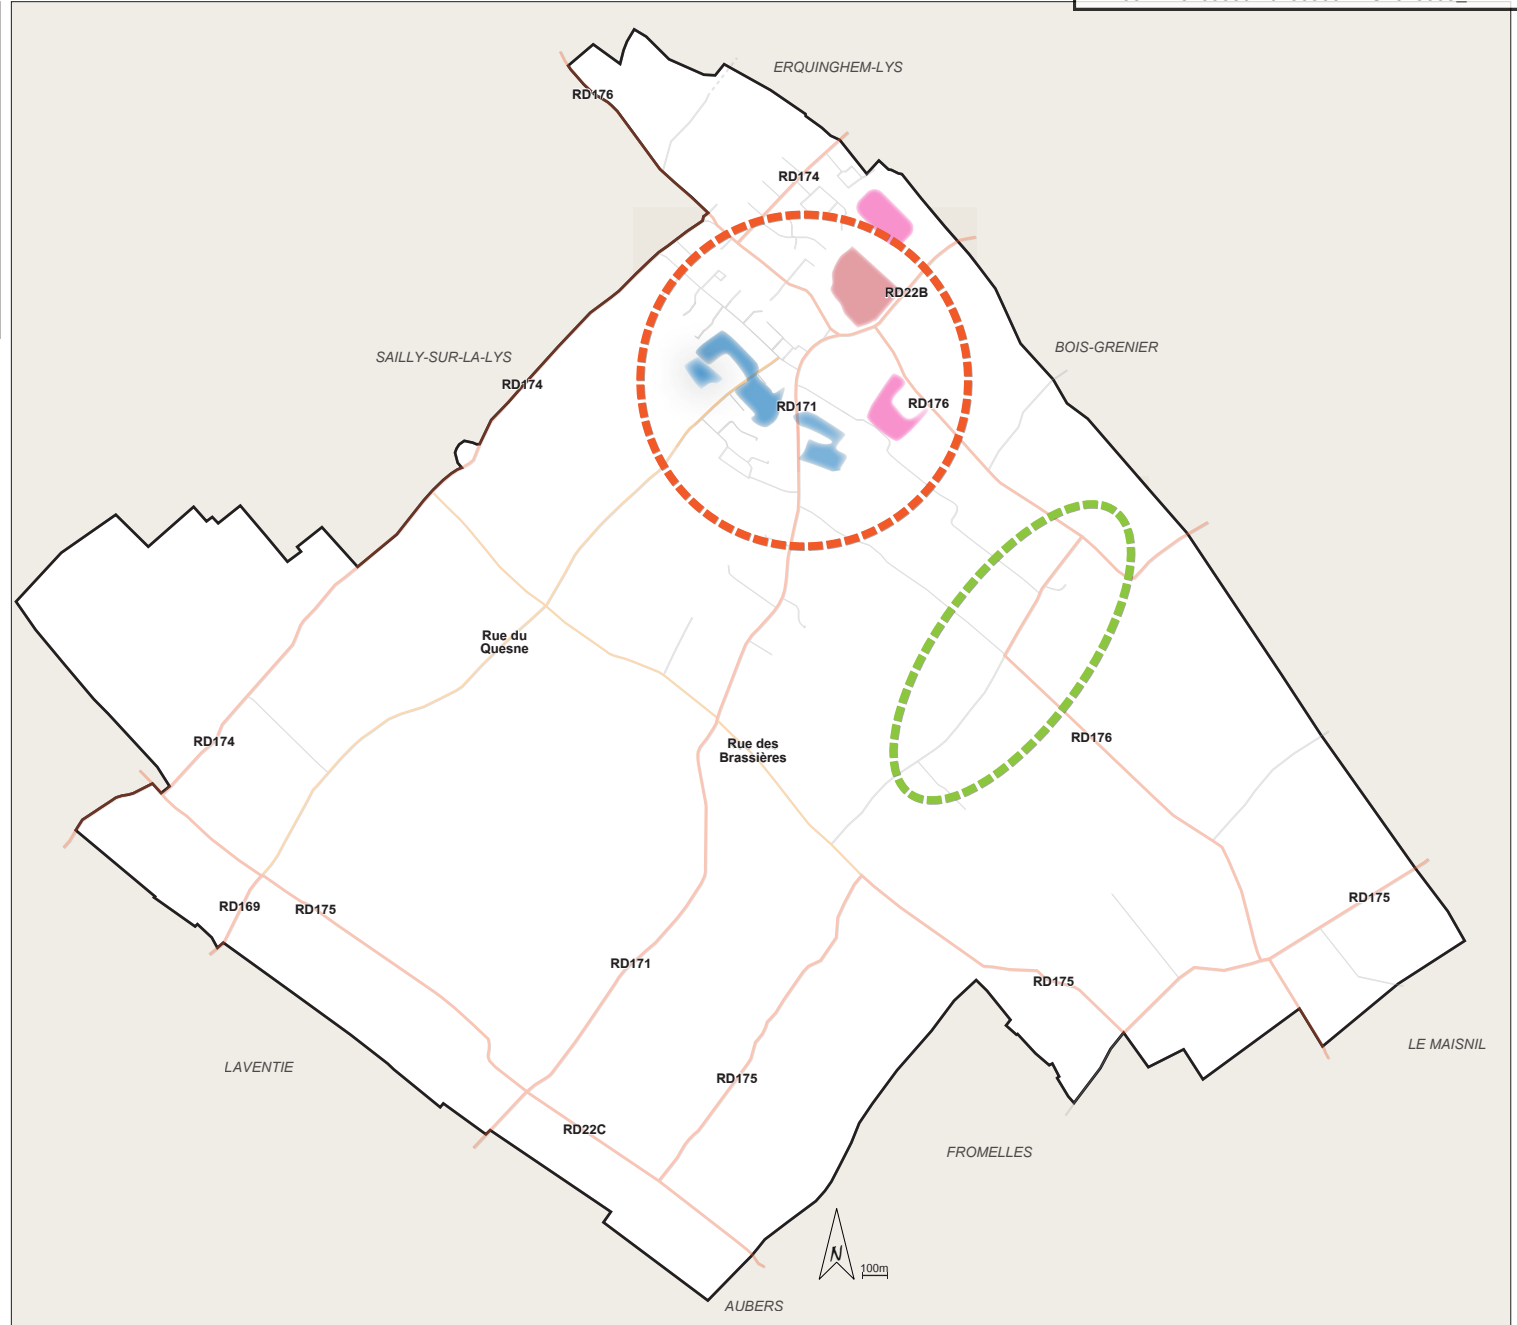 ERQUINGHEM-LYS
RD176
RD174
RD22B
BOIS-GRENIER
SAILLY-SUR-LA-LYS
RD174
RD176
RD171
Rue du
Quesne
RD174
RD176
Rue des
Brassières
RD175
RD169
RD175
RD171
RD175
LE MAISNIL
LAVENTIE
RD175
RD22C
FROMELLES
N
100m
AUBERS